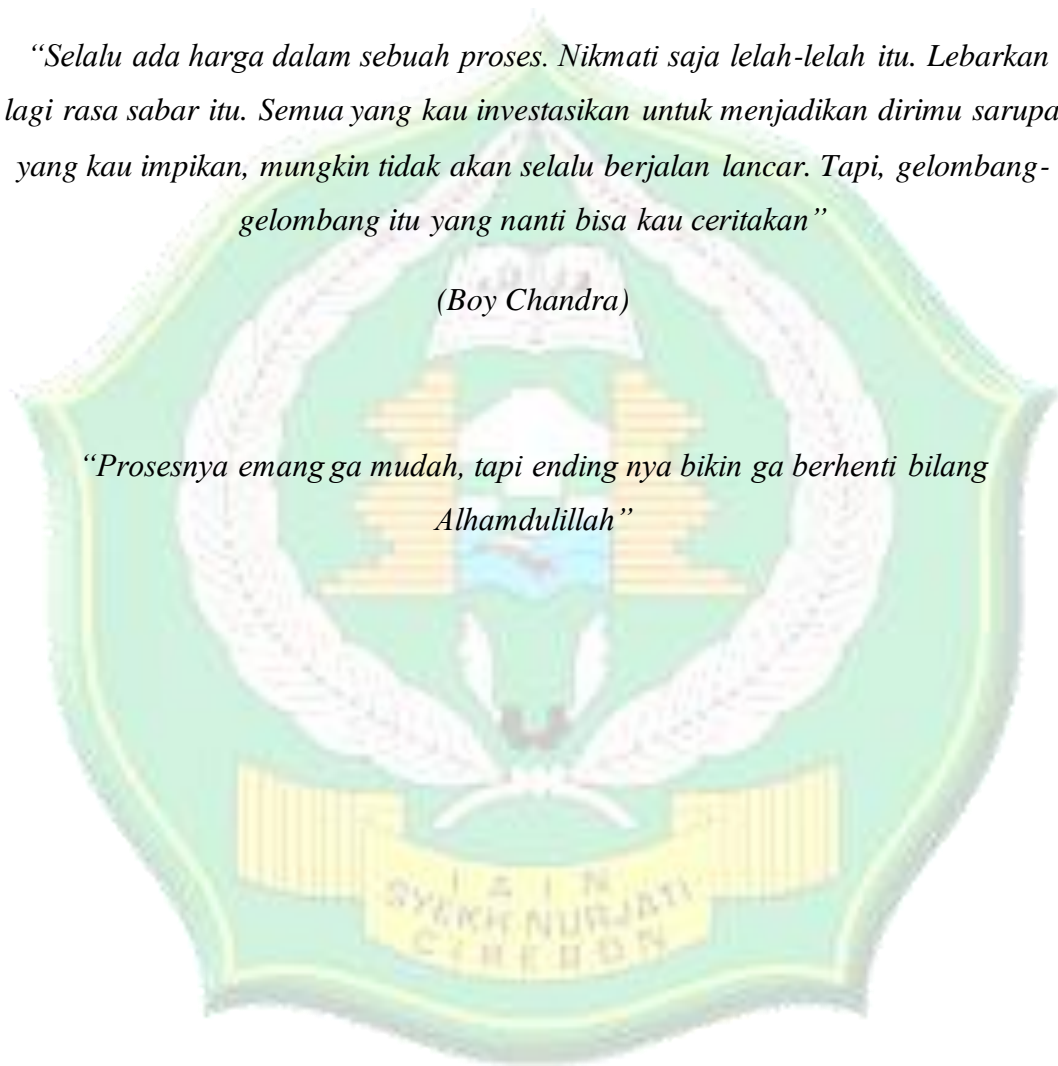 “Selalu ada harga dalam sebuah proses. Nikmati saja lelah-lelah itu. Lebarkan
lagi rasa sabar itu. Semua yang kau investasikan untuk menjadikan dirimu sarupa
yang kau impikan, mungkin tidak akan selalu berjalan lancar. Tapi, gelombang-
gelombang itu yang nanti bisa kau ceritakan”
(Boy Chandra)
“Prosesnya emang ga mudah, tapi ending nya bikin ga berhenti bilang
Alhamdulillah”
IAIN
SYEKH NURJATI
CIREBON